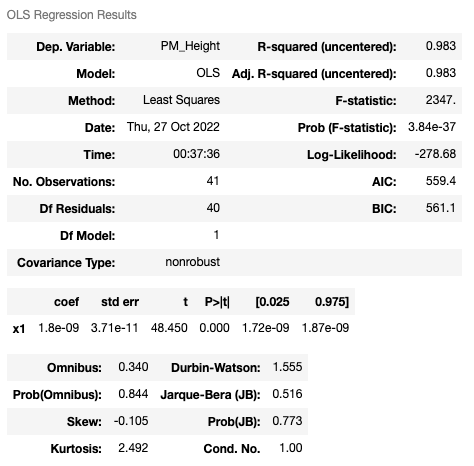 OLS Regression Results
Dep. Variable: PM_Height R-squared (uncentered): 0.983
Model: OLS Adj. R-squared (uncentered): 0.983
Method: Least Squares F-statistic: 2347.
Date: Thu, 27 Oct 2022 Prob (F-statistic): 3.84e-37
Time: 00:37:36 Log-Likelihood: -278.68
No. Observations: 41 AIC: 559.4
Df Residuals: 40 BIC: 561.1
Df Model: 1
Covariance Type: nonrobust
coef std err t P>|t| [0.025 0.975]
x1 1.8e-09 3.71e-11 48.450 0.000 1.72e-09 1.87e-09
Omnibus: 0.340 Durbin-Watson: 1.555
Prob(Omnibus): 0.844 Jarque-Bera (JB): 0.516
Skew: -0.105 Prob(JB): 0.773
Kurtosis: 2.492 Cond. No. 1.00